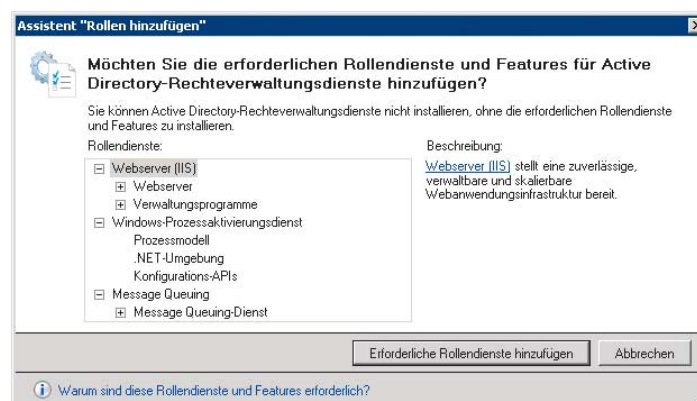 Assistent "Rollen hinzufügen"
Möchten Sie die erforderlichen Rollendienste und Features für Active
Directory-Rechteverwaltungsdienste hinzufügen?
Sie können Active Directory-Rechteverwaltungsdienste nicht installieren, ohne die erforderlichen Rollendienste
und Features zu installieren.
Rollendienste:
Webserver (IIS)
Webserver
Verwaltungsprogramme
Windows-Prozessaktivierungsdienst
Prozessmodell
.NET-Umgebung
Konfigurations-APIs
Message Queuing
Message Queuing-Dienst
Beschreibung:
Webserver (IIS) stellt eine zuverlässige,
verwaltbare und skalierbare
Webanwendungsinfrastruktur bereit.
Erforderliche Rollendienste hinzufügen
Abbrechen
Warum sind diese Rollendienste und Features erforderlich?